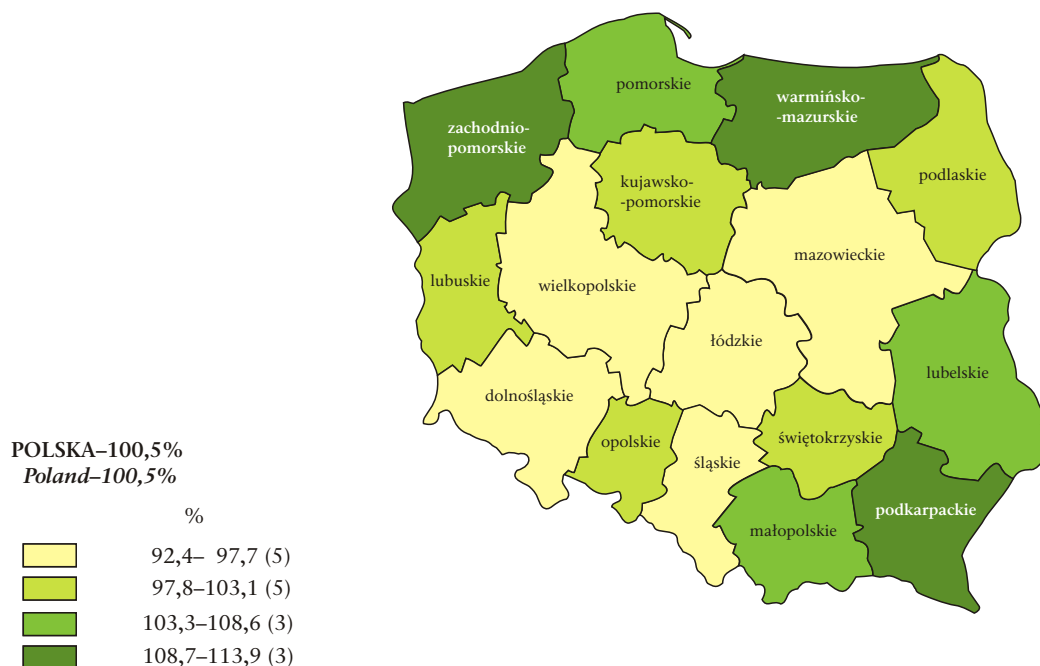 pomorskie
warmińsko-
-mazurskie
zachodnio-
pomorskie
podlaskie
kujawsko-
-pomorskie
mazowieckie
lubuskie
wielkopolskie
łódzkie
lubelskie
dolnośląskie
opolskie
świętokrzyskie
śląskie
podkarpackie
małopolskie
POLSKA–100,5%
Poland–100,5%
%
92,4– 97,7 (5)
97,8–103,1 (5)
103,3–108,6 (3)
108,7–113,9 (3)